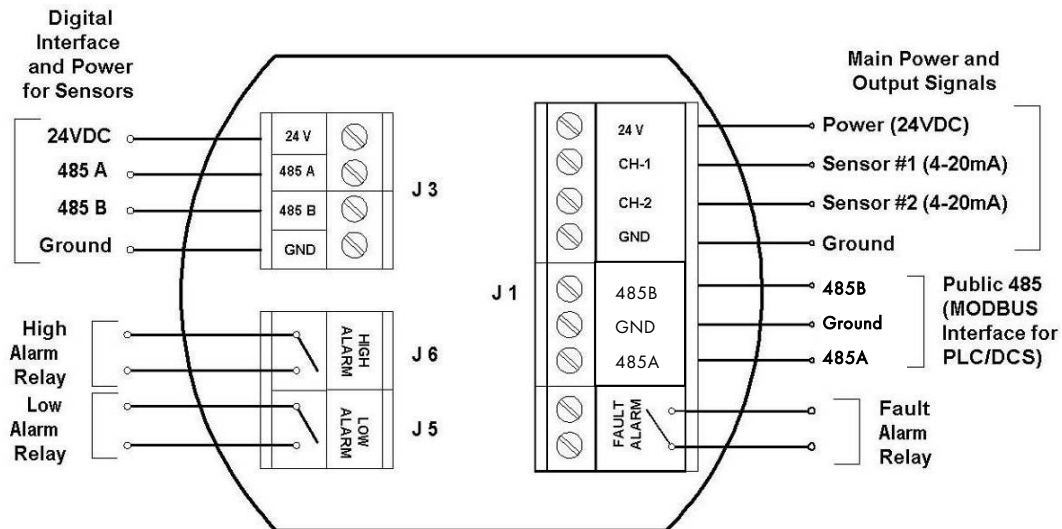 Digital
Interface
and Power
for Sensors
24VDC
485 A
485 B
Ground
24 V
485 A
485 B
GND
J 3
High
Alarm
Relay
HIGH
ALARM
J 6
Low
Alarm
Relay
LOW
ALARM
J 5
J 1
24 V
CH-1
CH-2
GND
485B
GND
485A
FAULT
ALARM
Main Power and
Output Signals
Power (24VDC)
Sensor #1 (4-20mA)
Sensor #2 (4-20mA)
Ground
485B
Ground
485A
Public 485
(MODBUS
Interface for
PLC/DCS)
Fault
Alarm
Relay